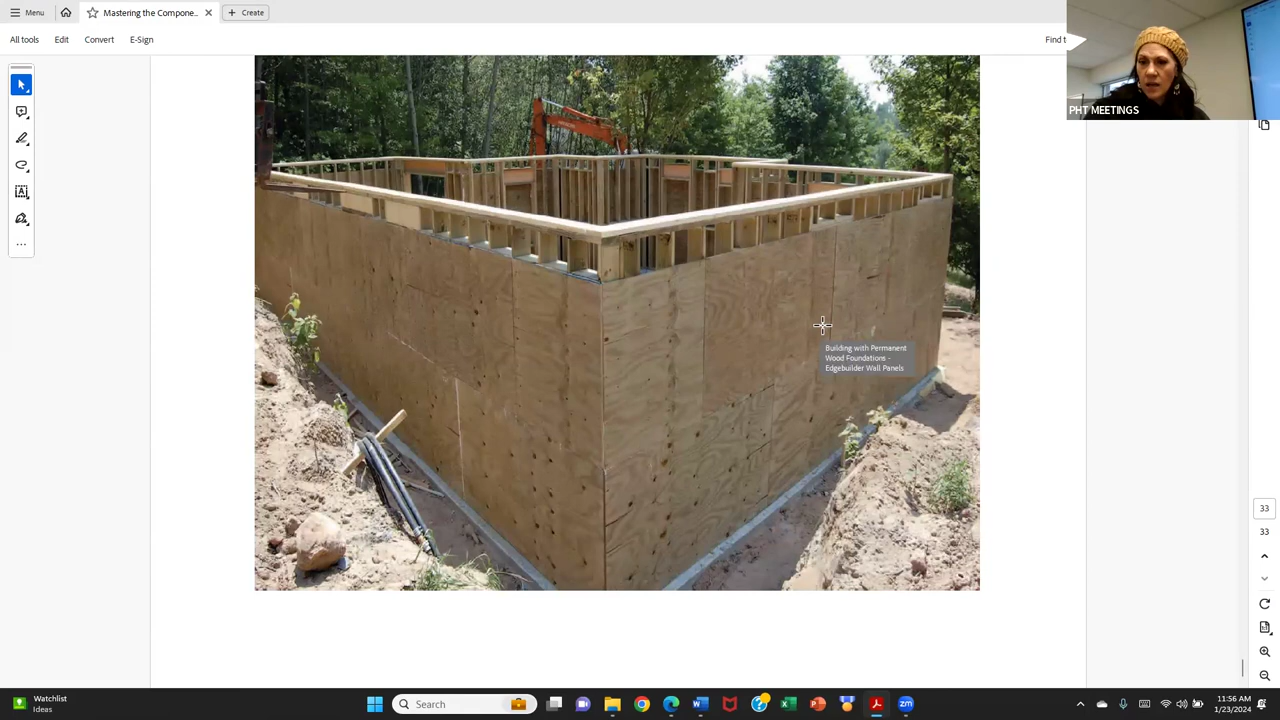 Menu
Mastering the Compone...
Create
All tools
Edit
Convert
E-Sign
Find t
PHT MEETINGS
Building with Permanent
Wood Foundations -
Edgebuilder Wall Panels
33
33
Watchlist
Ideas
Search
11:56 AM
1/23/2024